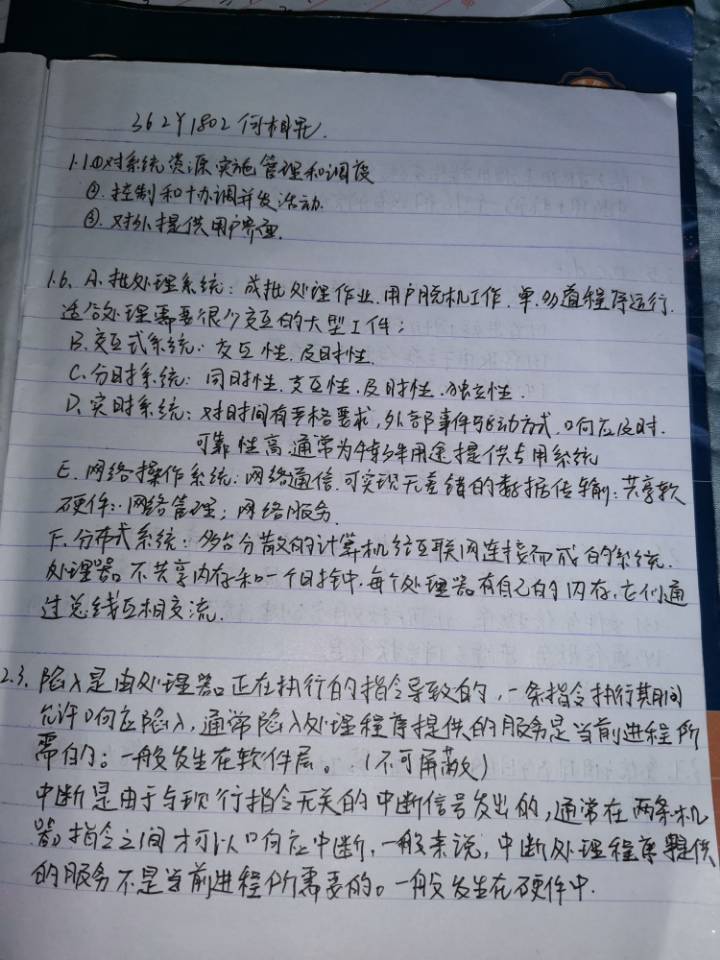 362Y1802 何相
1.1 ①对系统资源实施管理和调度
②. 控制和协调并发活动.
③. 对外提供用户界面.
1.6. A. 批处理系统：成批处理作业.用户脱机工作.单.多道程序运行.
适合处理需要很少交互的大型工件；
B. 交互式系统：交互性.及时性.
C. 分时系统：同时性.交互性.及时性.独立性.
D. 实时系统：对时间有严格要求,外部事件驱动方式.响应及时.
可靠性高.通常为特殊用途提供专用系统
E. 网络操作系统：网络通信.可实现无差错的数据传输；共享软
硬件；网络管理；网络服务.
F. 分布式系统：多台分散的计算机经互联网连接而成的系统.
处理器不共享内存和一个时钟.每个处理器有自己的内存,它们通
过总线互相交流.
2.3. 陷入是由处理器正在执行的指令导致的,一条指令执行其间
允许响应陷入,通常陷入处理程序提供的服务是当前进程所
需的；一般发生在软件层。（不可屏蔽）
中断是由于与现行指令无关的中断信号发出的,通常在两条机
器指令之间才可以响应中断,一般来说,中断处理程序提供
的服务不是当前进程所需要的。一般发生在硬件中.